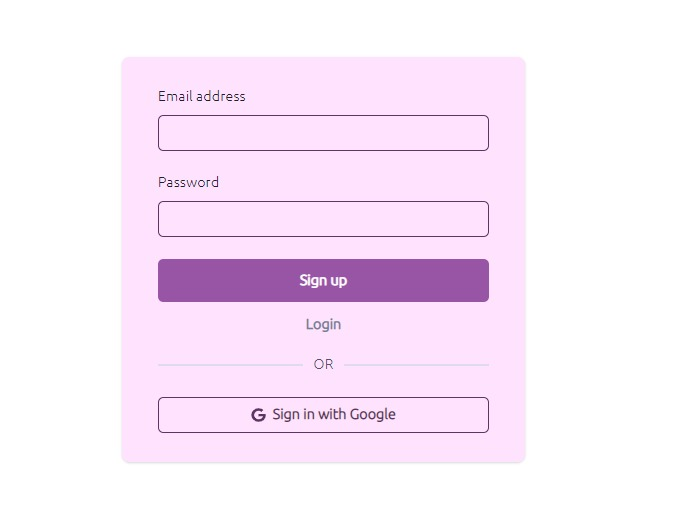 Email address
Password
Sign up
Login
OR
Sign in with Google